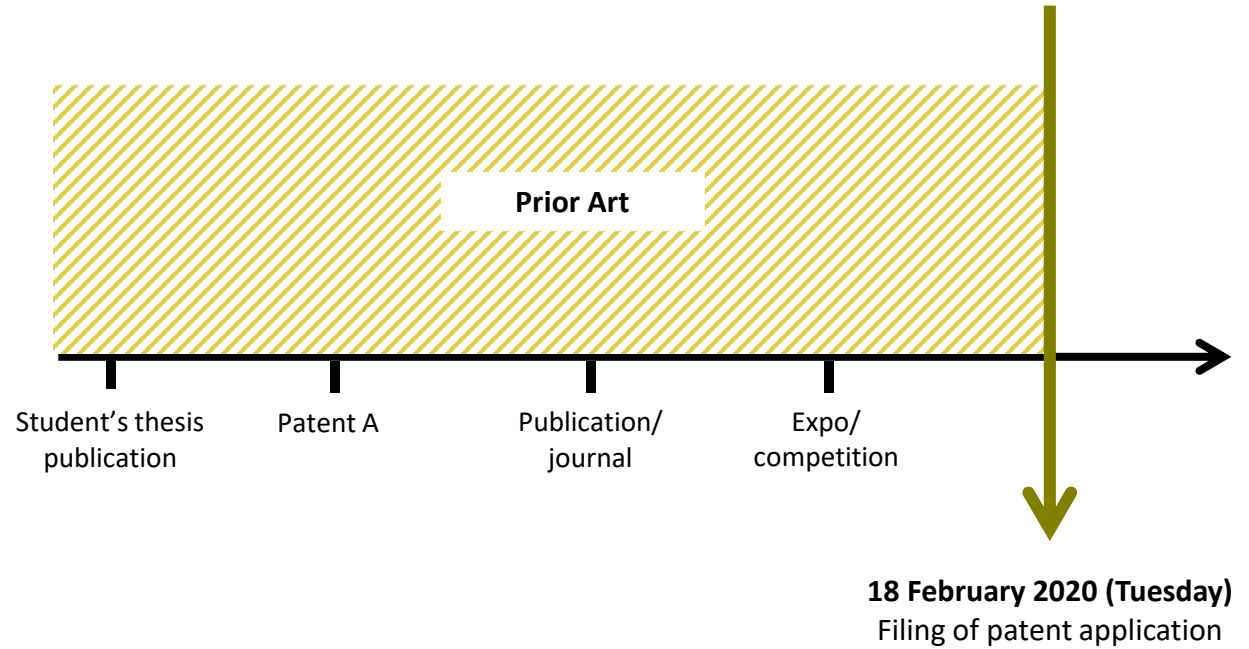 Prior Art
Student’s thesis
publication
Patent A
Publication/
journal
Expo/
competition
18 February 2020 (Tuesday)
Filing of patent application